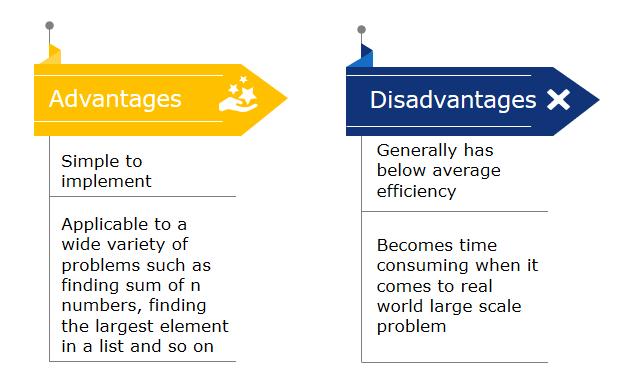 Advantages
Simple to
implement
Applicable to a
wide variety of
problems such as
finding sum of n
numbers, finding
the largest element
in a list and so on
Disadvantages
Generally has
below average
efficiency
Becomes time
consuming when it
comes to real
world large scale
problem